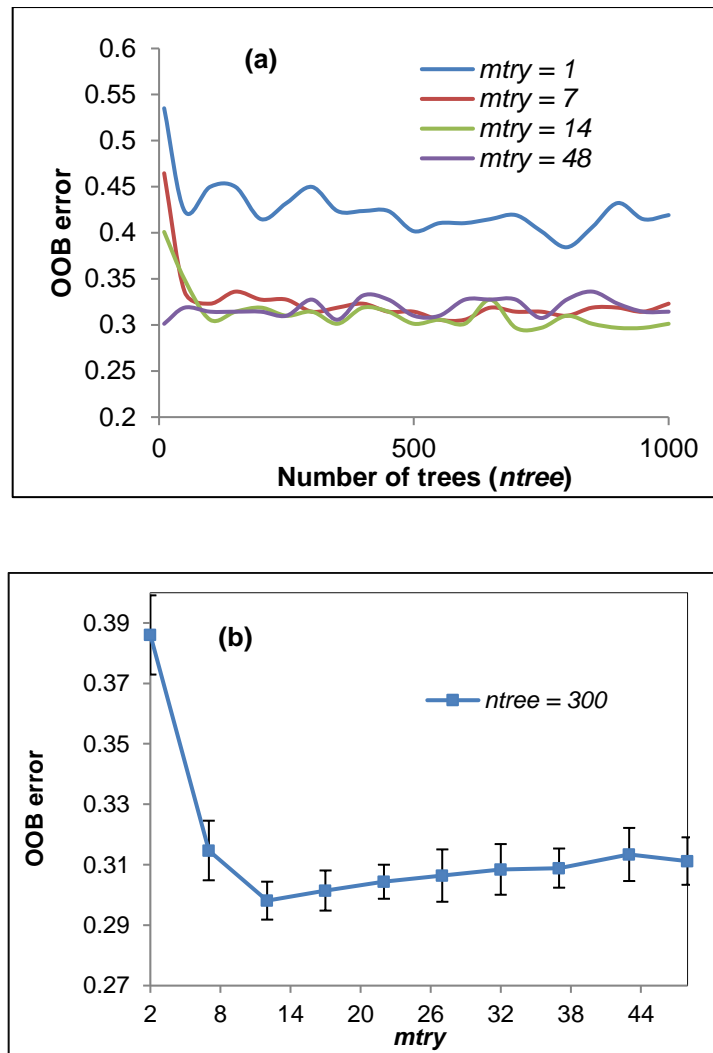 (a)
mtry = 1
mtry = 7
mtry = 14
mtry = 48
OOB error
0.6
0.55
0.5
0.45
0.4
0.35
0.3
0.25
0.2
0 500 1000
Number of trees (ntree)
(b)
ntree = 300
OOB error
0.39
0.37
0.35
0.33
0.31
0.29
0.27
2 8 14 20 26 32 38 44
mtry